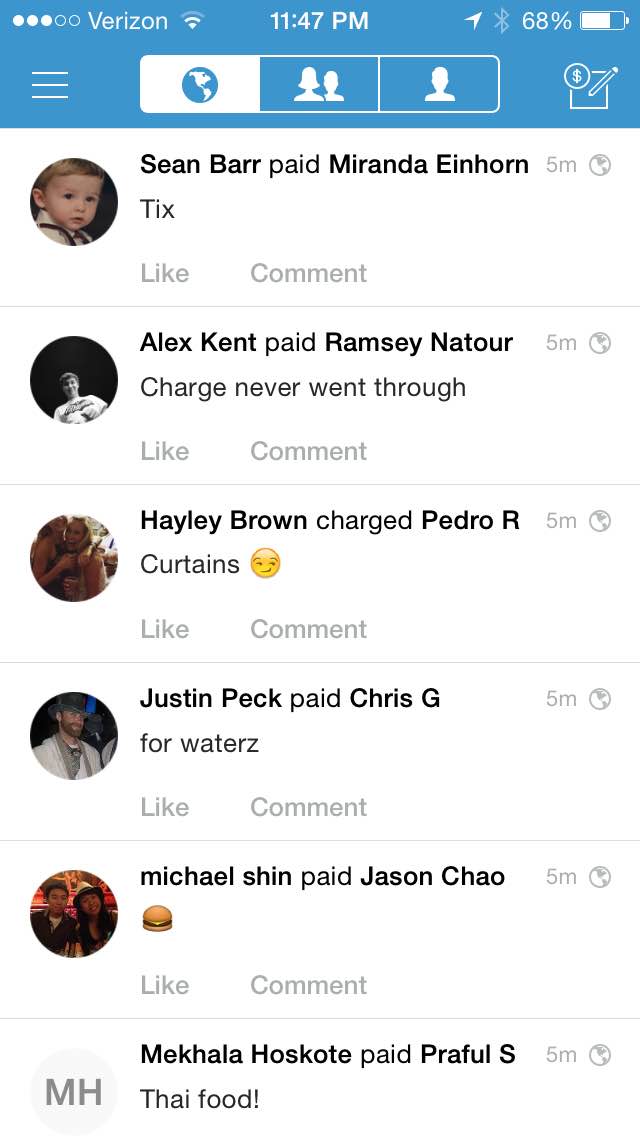 Verizon 11:47 PM 68%
$
Sean Barr paid Miranda Einhorn 5m
Tix
Like Comment
Alex Kent paid Ramsey Natour 5m
Charge never went through
Like Comment
Hayley Brown charged Pedro R 5m
Curtains 😏
Like Comment
Justin Peck paid Chris G 5m
for waterz
Like Comment
michael shin paid Jason Chao 5m
🍔
Like Comment
Mekhala Hoskote paid Praful S 5m
MH
Thai food!